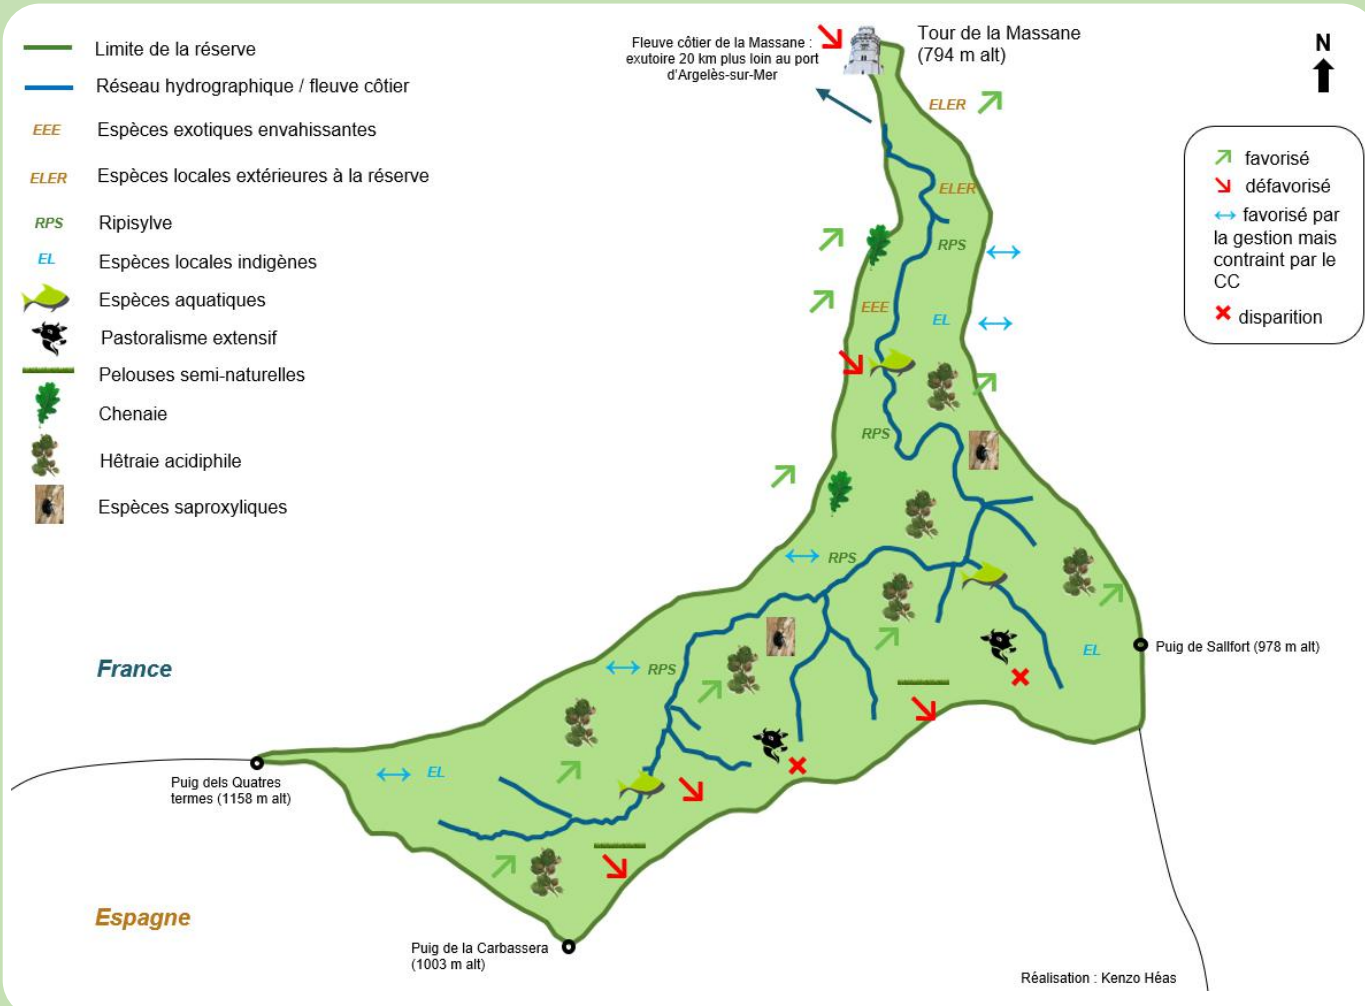 Limite de la réserve
Réseau hydrographique / fleuve côtier
EEE Espèces exotiques envahissantes
ELER Espèces locales extérieures à la réserve
RPS Ripisylve
EL Espèces locales indigènes
Espèces aquatiques
Pastoralisme extensif
Pelouses semi-naturelles
Chenaie
Hêtraie acidiphile
Espèces saproxyliques
Fleuve côtier de la Massane :
exutoire 20 km plus loin au port
d'Argelès-sur-Mer
Tour de la Massane
(794 m alt)
N
favorisé
défavorisé
favorisé par
la gestion mais
contraint par le
CC
disparition
ELER
ELER
RPS
EEE
EL
RPS
RPS
RPS
EL
EL
Puig de Sallfort (978 m alt)
France
Puig dels Quatres
termes (1158 m alt)
Espagne
Puig de la Carbassera
(1003 m alt)
Réalisation : Kenzo Héas